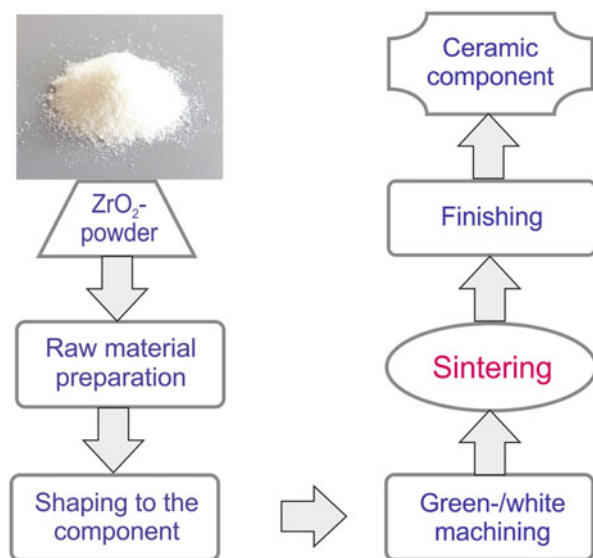 ZrO₂-
powder
Raw material
preparation
Shaping to the
component
Green-/white
machining
Sintering
Finishing
Ceramic
component